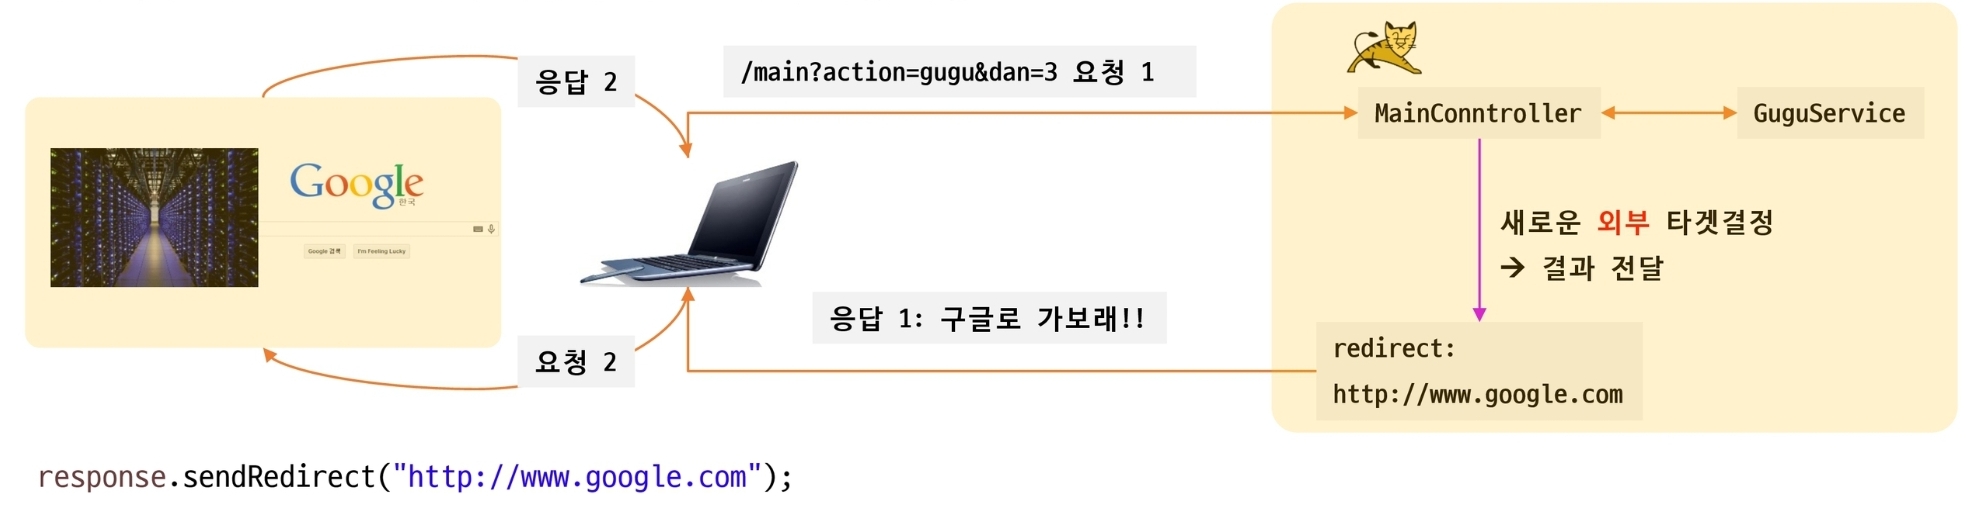 응답 2
/main?action=gugu&dan=3 요청 1
MainConntroller
GuguService
Google
한국
Google 검색
I'm Feeling Lucky
새로운 외부 타겟결정
→ 결과 전달
응답 1: 구글로 가보래!!
요청 2
redirect:
http://www.google.com
response.sendRedirect("http://www.google.com");